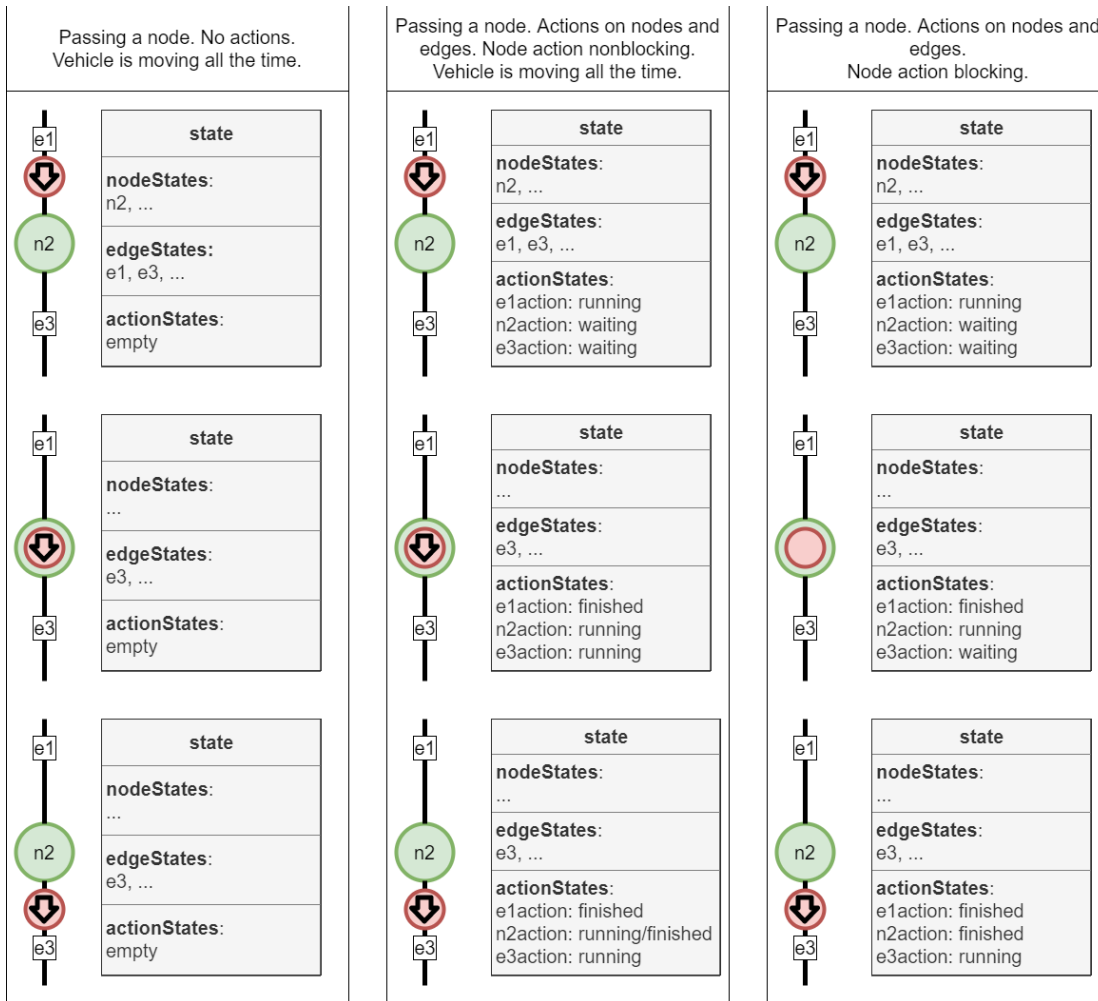 Passing a node. No actions.
Vehicle is moving all the time.
e1
n2
e3
state
nodeStates:
n2, ...
edgeStates:
e1, e3, ...
actionStates:
empty
e1
e3
state
nodeStates:
...
edgeStates:
e3, ...
actionStates:
empty
e1
n2
e3
state
nodeStates:
...
edgeStates:
e3, ...
actionStates:
empty
Passing a node. Actions on nodes and
edges. Node action nonblocking.
Vehicle is moving all the time.
e1
n2
e3
state
nodeStates:
n2, ...
edgeStates:
e1, e3, ...
actionStates:
e1action: running
n2action: waiting
e3action: waiting
e1
e3
state
nodeStates:
...
edgeStates:
e3, ...
actionStates:
e1action: finished
n2action: running
e3action: running
e1
n2
e3
state
nodeStates:
...
edgeStates:
e3, ...
actionStates:
e1action: finished
n2action: running/finished
e3action: running
Passing a node. Actions on nodes and
edges.
Node action blocking.
e1
n2
e3
state
nodeStates:
n2, ...
edgeStates:
e1, e3, ...
actionStates:
e1action: running
n2action: waiting
e3action: waiting
e1
e3
state
nodeStates:
...
edgeStates:
e3, ...
actionStates:
e1action: finished
n2action: running
e3action: waiting
e1
n2
e3
state
nodeStates:
...
edgeStates:
e3, ...
actionStates:
e1action: finished
n2action: finished
e3action: running